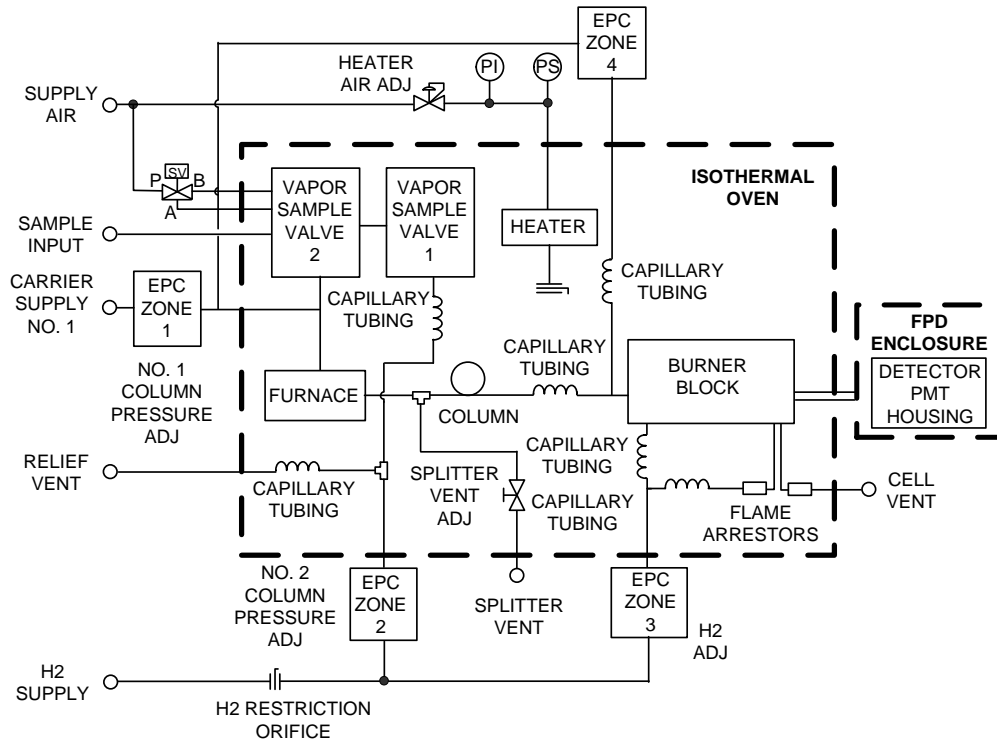 EPC
ZONE
4
HEATER
AIR ADJ
PI
PS
SUPPLY
AIR
ISOTHERMAL
OVEN
SV
P
B
A
VAPOR
SAMPLE
VALVE
2
VAPOR
SAMPLE
VALVE
1
HEATER
SAMPLE
INPUT
CARRIER
SUPPLY
NO. 1
EPC
ZONE
1
CAPILLARY
TUBING
CAPILLARY
TUBING
NO. 1
COLUMN
PRESSURE
ADJ
FURNACE
COLUMN
CAPILLARY
TUBING
BURNER
BLOCK
FPD
ENCLOSURE
DETECTOR
PMT
HOUSING
RELIEF
VENT
CAPILLARY
TUBING
SPLITTER
VENT
ADJ
CAPILLARY
TUBING
CAPILLARY
TUBING
FLAME
ARRESTORS
CELL
VENT
NO. 2
COLUMN
PRESSURE
ADJ
EPC
ZONE
2
SPLITTER
VENT
EPC
ZONE
3
H2
ADJ
H2
SUPPLY
H2 RESTRICTION
ORIFICE